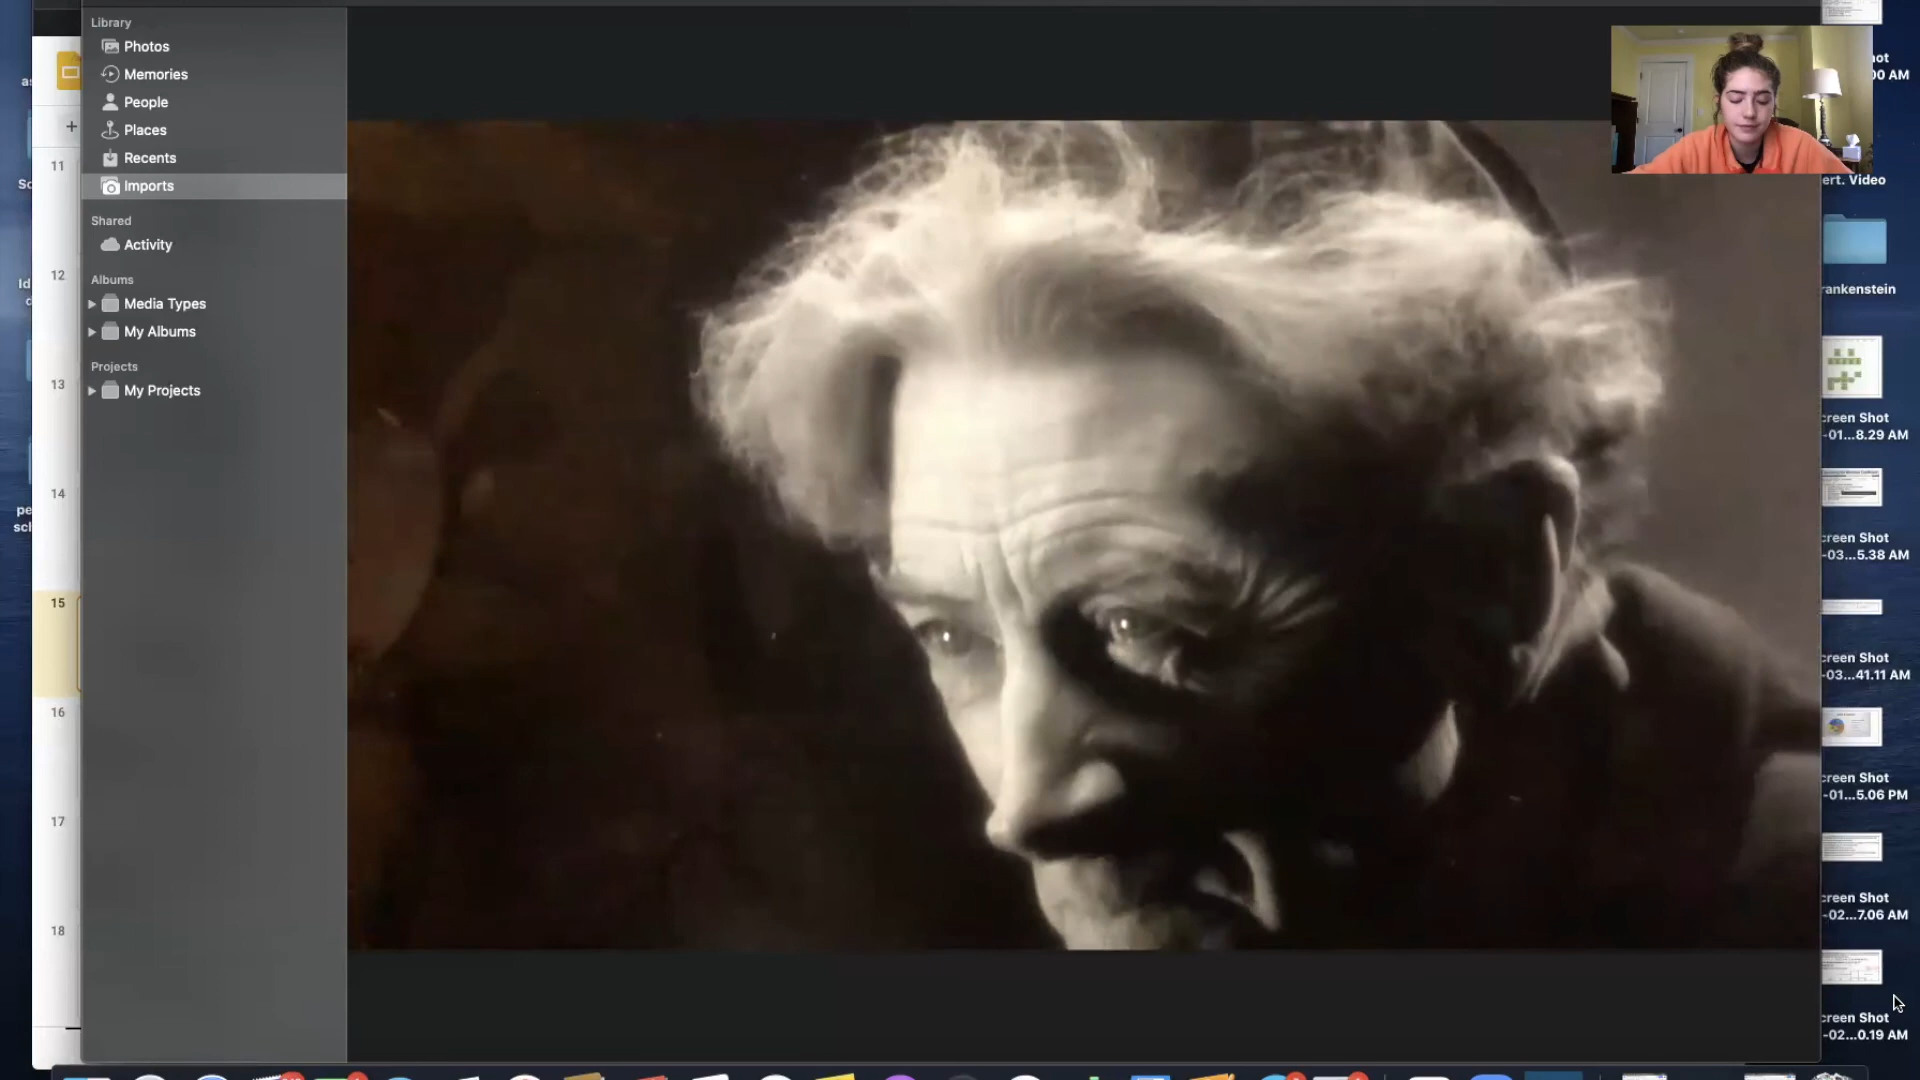 Library
Photos
Memories
People
Places
Recents
Imports
Shared
Activity
Albums
Media Types
My Albums
Projects
My Projects
11
12
13
14
15
16
17
18
00 AM
ert. Video
rankenstein
creen Shot
-01...8.29 AM
creen Shot
-03...5.38 AM
creen Shot
-03...41.11 AM
creen Shot
-01...5.06 PM
creen Shot
-02...7.06 AM
creen Shot
-02...0.19 AM